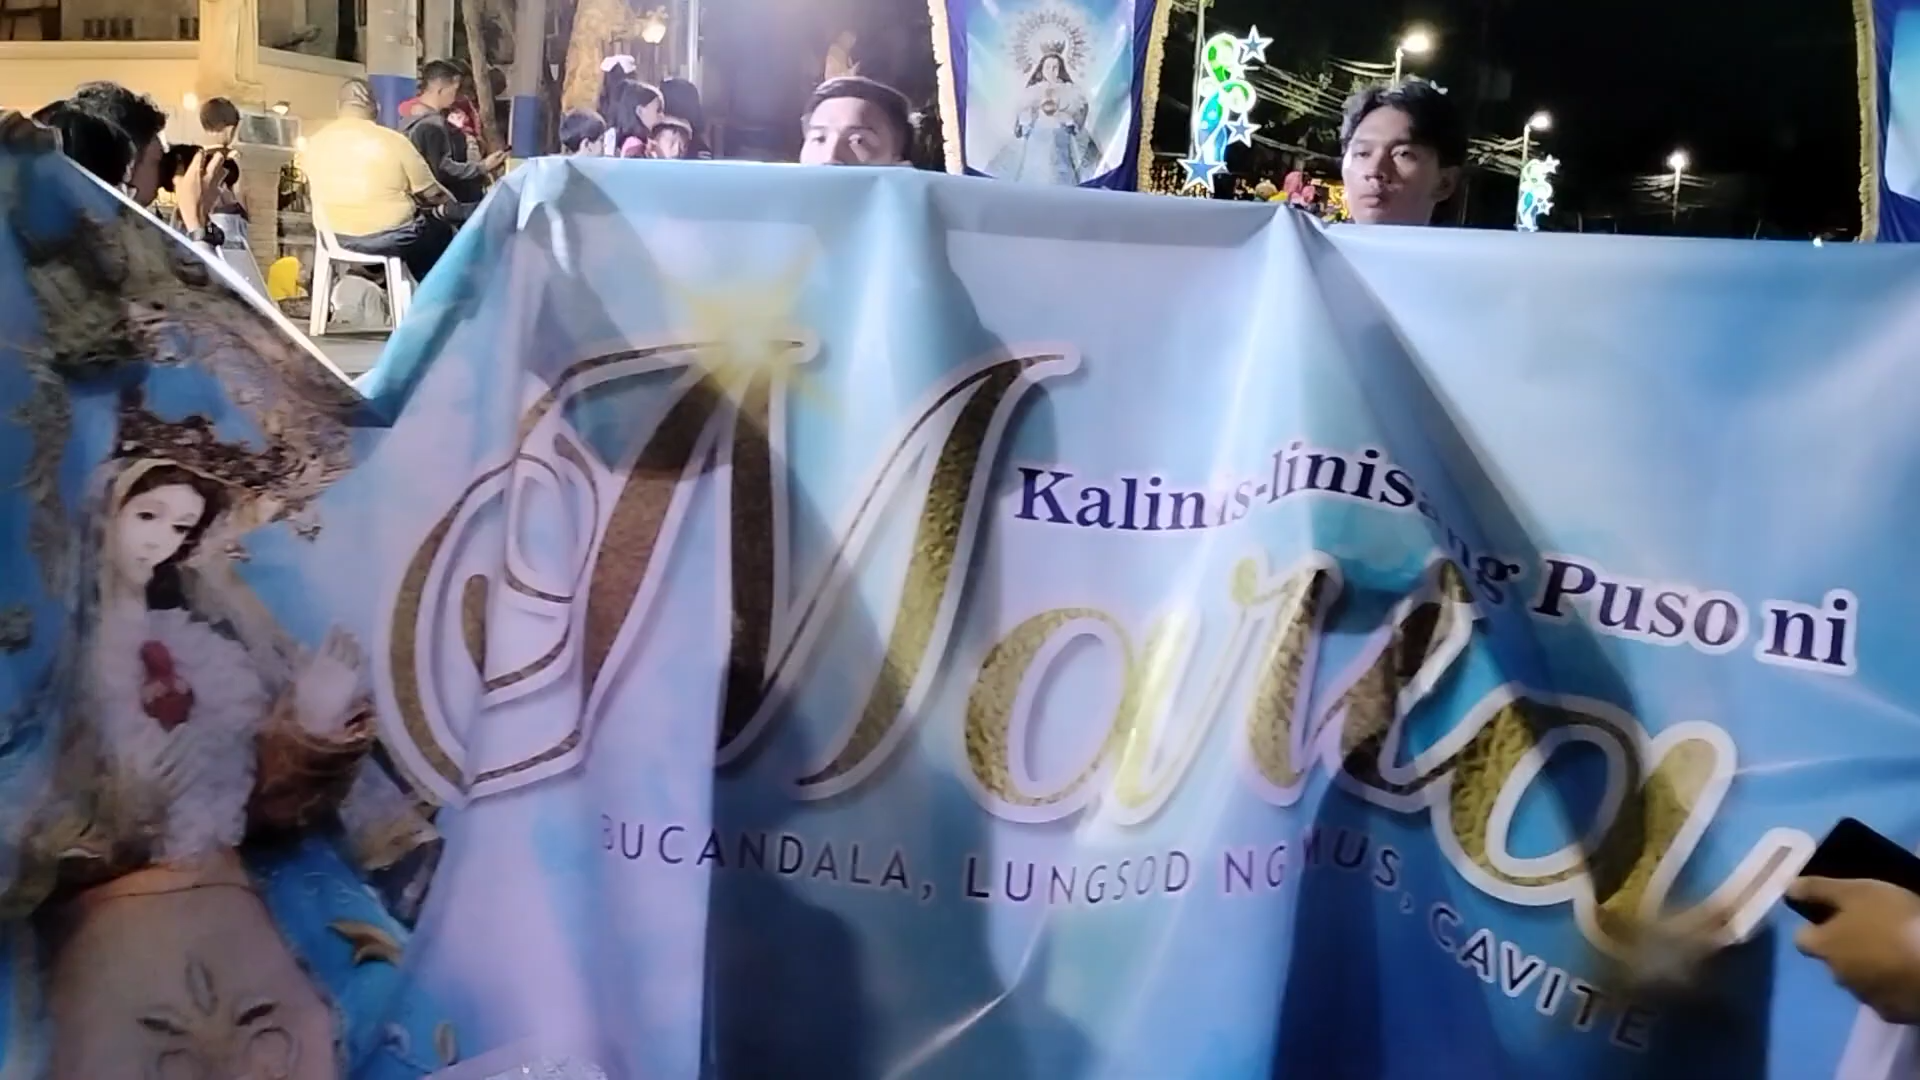 Kalinis-linisang Puso ni
Maria
BUCANDALA, LUNGSOD NG IMUS, CAVITE